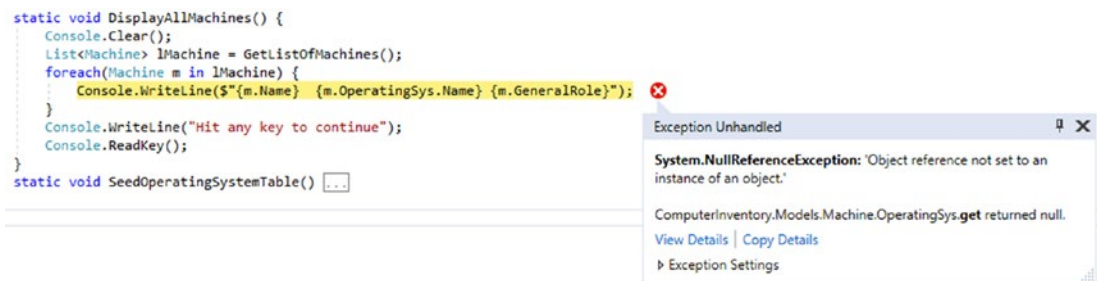 static void DisplayAllMachines() {
Console.Clear();
List<Machine> lMachine = GetListOfMachines();
foreach(Machine m in lMachine) {
Console.WriteLine($"{m.Name}  {m.OperatingSys.Name} {m.GeneralRole}");
}
Console.WriteLine("Hit any key to continue");
Console.ReadKey();
}
static void SeedOperatingSystemTable() ...
Exception Unhandled
System.NullReferenceException: 'Object reference not set to an
instance of an object.'
ComputerInventory.Models.Machine.OperatingSys.get returned null.
View Details | Copy Details
Exception Settings